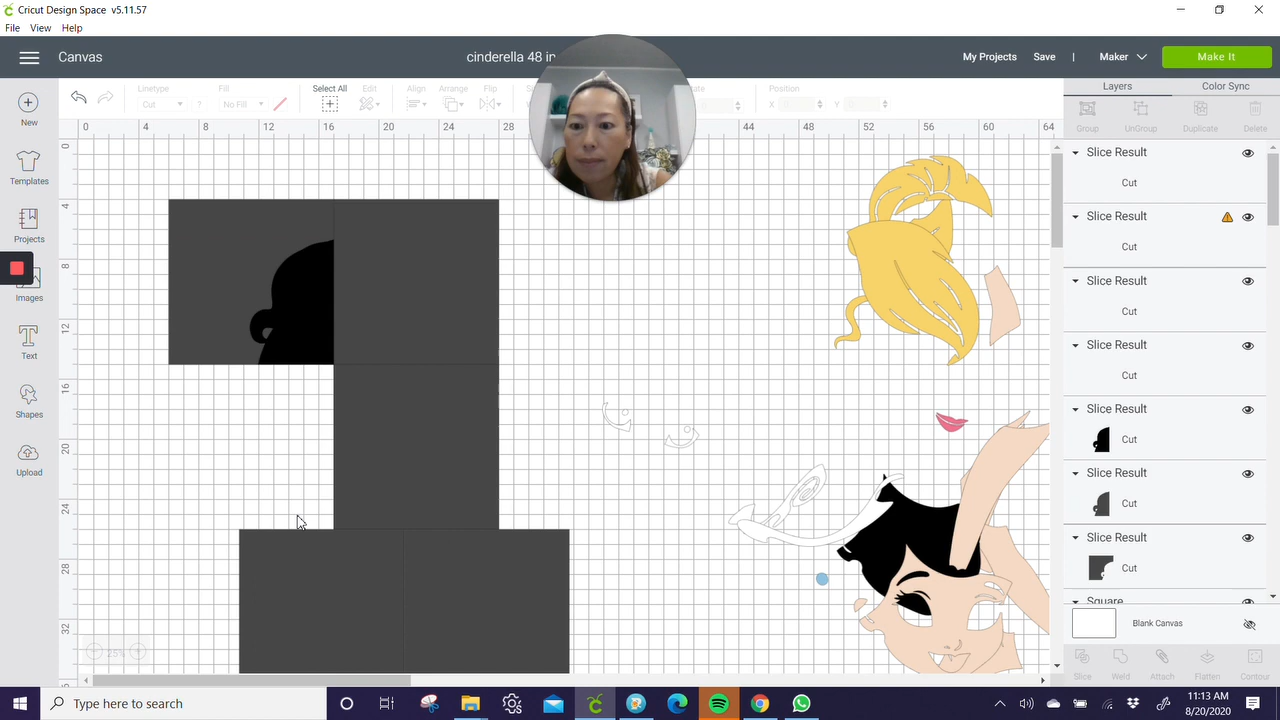 Cricut Design Space v5.11.57
File View Help
Canvas
cinderella 48 in
My Projects Save | Maker Make It
Linetype
Cut
?
Fill
No Fill
Select All
Edit
Align
Arrange
Flip
Position
X 0
Y 0
Layers
Color Sync
Group
UnGroup
Duplicate
Delete
0 4 8 12 16 20 24 28 44 48 52 56 60 64
0
4
8
12
16
20
24
28
32
New
Templates
Projects
Images
Text
Shapes
Upload
25%
Slice Result
Cut
Slice Result
Cut
Slice Result
Cut
Slice Result
Cut
Slice Result
Cut
Slice Result
Cut
Slice Result
Cut
Square
Blank Canvas
Slice
Weld
Attach
Flatten
Contour
Type here to search
11:13 AM
8/20/2020